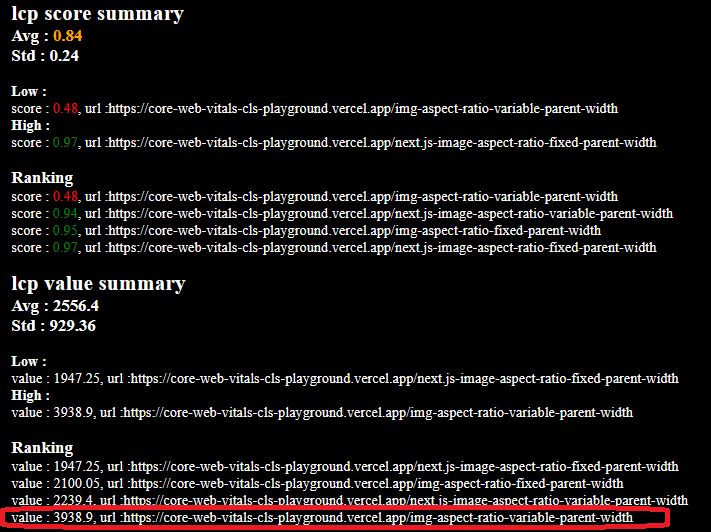 lcp score summary
Avg : 0.84
Std : 0.24
Low :
score : 0.48, url :https://core-web-vitals-cls-playground.vercel.app/img-aspect-ratio-variable-parent-width
High :
score : 0.97, url :https://core-web-vitals-cls-playground.vercel.app/next.js-image-aspect-ratio-fixed-parent-width
Ranking
score : 0.48, url :https://core-web-vitals-cls-playground.vercel.app/img-aspect-ratio-variable-parent-width
score : 0.94, url :https://core-web-vitals-cls-playground.vercel.app/next.js-image-aspect-ratio-variable-parent-width
score : 0.95, url :https://core-web-vitals-cls-playground.vercel.app/img-aspect-ratio-fixed-parent-width
score : 0.97, url :https://core-web-vitals-cls-playground.vercel.app/next.js-image-aspect-ratio-fixed-parent-width
lcp value summary
Avg : 2556.4
Std : 929.36
Low :
value : 1947.25, url :https://core-web-vitals-cls-playground.vercel.app/next.js-image-aspect-ratio-fixed-parent-width
High :
value : 3938.9, url :https://core-web-vitals-cls-playground.vercel.app/img-aspect-ratio-variable-parent-width
Ranking
value : 1947.25, url :https://core-web-vitals-cls-playground.vercel.app/next.js-image-aspect-ratio-fixed-parent-width
value : 2100.05, url :https://core-web-vitals-cls-playground.vercel.app/img-aspect-ratio-fixed-parent-width
value : 2239.4, url :https://core-web-vitals-cls-playground.vercel.app/next.js-image-aspect-ratio-variable-parent-width
value : 3938.9, url :https://core-web-vitals-cls-playground.vercel.app/img-aspect-ratio-variable-parent-width